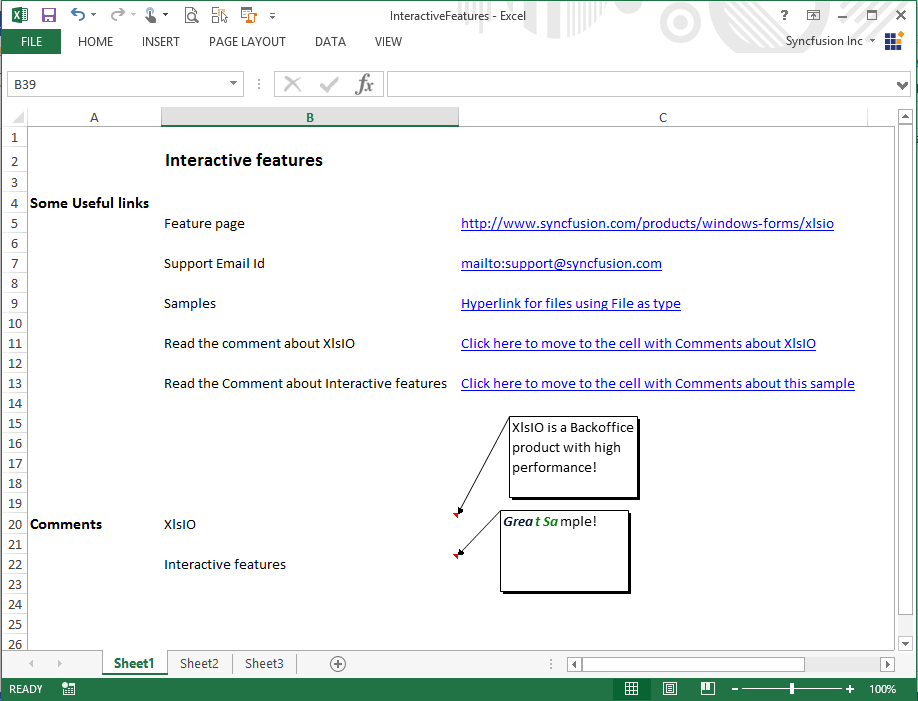 InteractiveFeatures - Excel
?
FILE HOME INSERT PAGE LAYOUT DATA VIEW Syncfusion Inc
B39 fx
A B C
1
2 Interactive features
3
4 Some Useful links
5 Feature page http://www.syncfusion.com/products/windows-forms/xlsio
6
7 Support Email Id mailto:support@syncfusion.com
8
9 Samples Hyperlink for files using File as type
10
11 Read the comment about XlsIO Click here to move to the cell with Comments about XlsIO
12
13 Read the Comment about Interactive features Click here to move to the cell with Comments about this sample
14
15 XlsIO is a Backoffice
16 product with high
17 performance!
18
19
20 Comments XlsIO Great Sa mple!
21
22 Interactive features
23
24
25
26
Sheet1 Sheet2 Sheet3
READY 100%